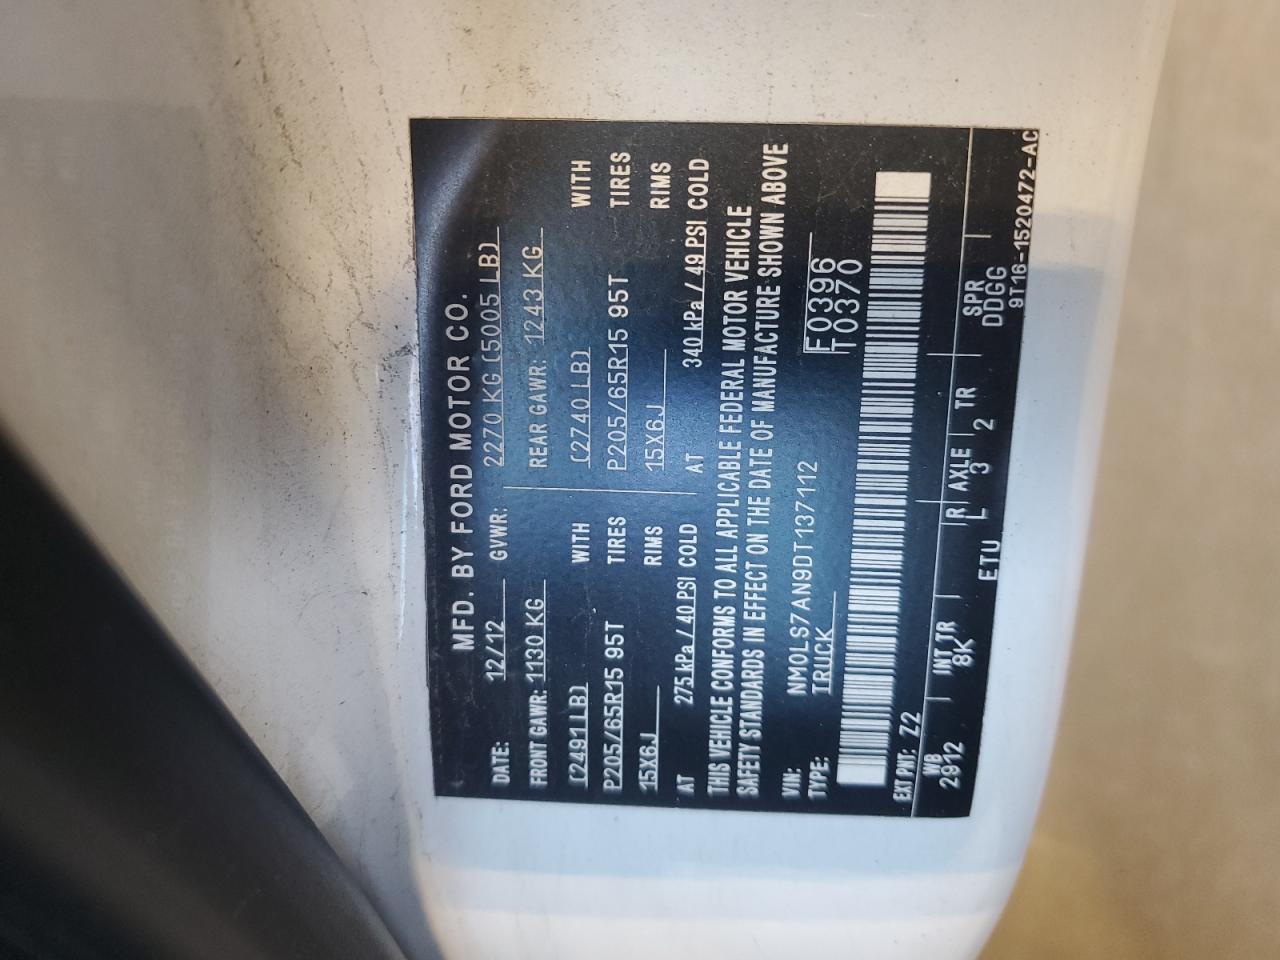 MFD. BY FORD MOTOR CO.
DATE: 12/12 GVWR: 2270 KG (5005 LB)
FRONT GAWR: 1130 KG REAR GAWR: 1243 KG
(2491LB) WITH (2740 LB) WITH
P205/65R15 95T TIRES P205/65R15 95T TIRES
15X6J RIMS 15X6J RIMS
AT 275 kPa / 40 PSI COLD AT 340 kPa / 49 PSI COLD
THIS VEHICLE CONFORMS TO ALL APPLICABLE FEDERAL MOTOR VEHICLE
SAFETY STANDARDS IN EFFECT ON THE DATE OF MANUFACTURE SHOWN ABOVE
VIN: NM0LS7AN9DT137112 F0396
TYPE: TRUCK T0370
EXT PNT: Z2
WB INT TR R AXLE TR SPR
2912 8K L 3 2 DDGG
ETU 9T16-1520472-AC